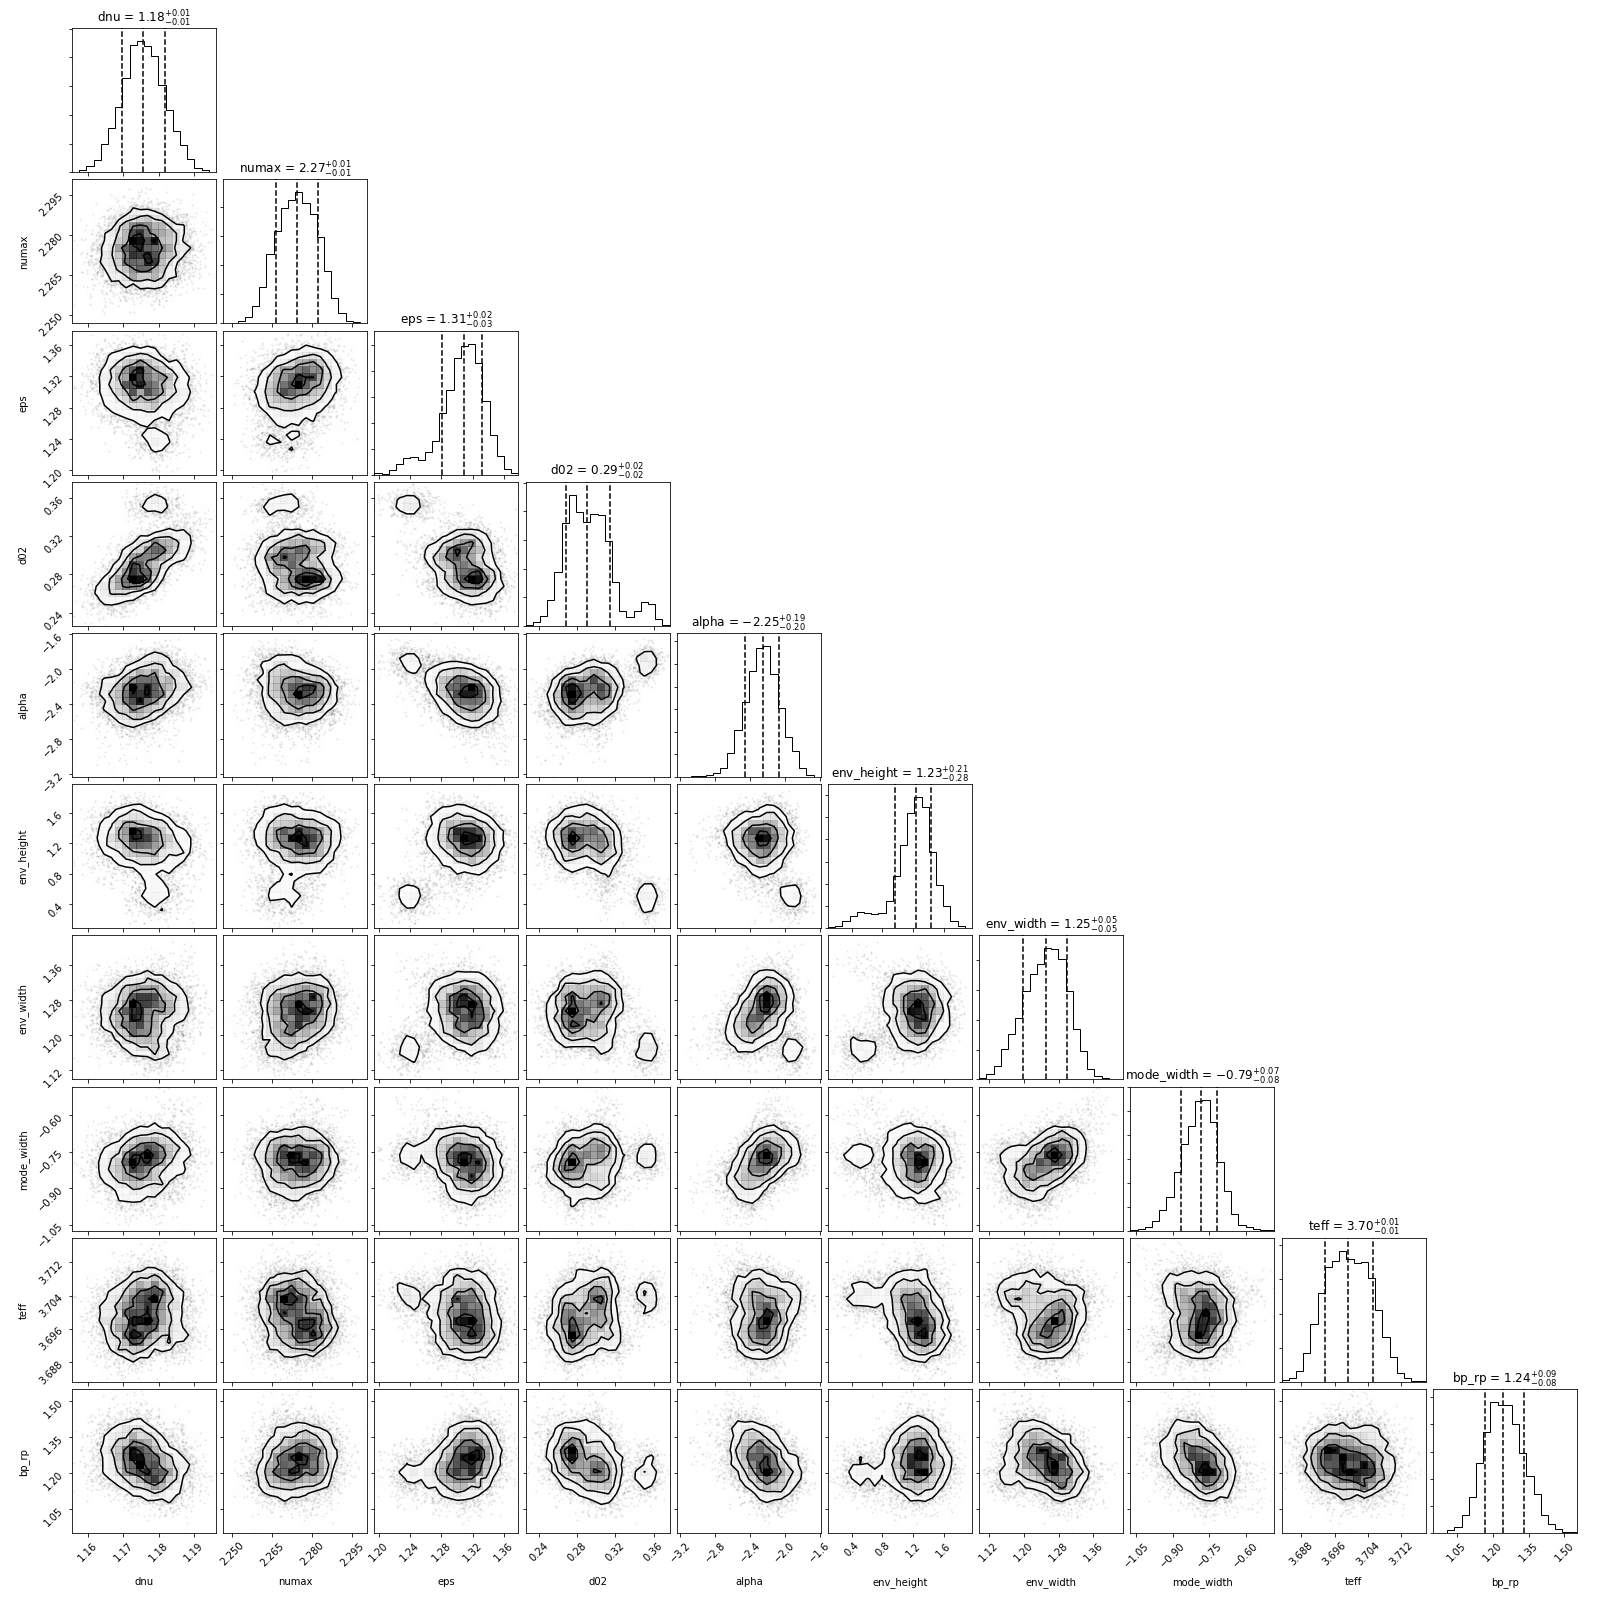 dnu = 1.18+0.01−0.01
numax = 2.27+0.01−0.01
2.295
2.280
2.265
2.250
numax
eps = 1.31+0.02−0.03
1.36
1.32
1.28
1.24
1.20
eps
d02 = 0.29+0.02−0.02
0.36
0.32
0.28
0.24
d02
alpha = −2.25+0.19−0.20
−1.6
−2.0
−2.4
−2.8
−3.2
alpha
env_height = 1.23+0.21−0.28
1.6
1.2
0.8
0.4
env_height
env_width = 1.25+0.05−0.05
1.36
1.28
1.20
1.12
env_width
mode_width = −0.79+0.07−0.08
−0.60
−0.75
−0.90
−1.05
mode_width
teff = 3.70+0.01−0.01
3.712
3.704
3.696
3.688
teff
bp_rp = 1.24+0.09−0.08
1.50
1.35
1.20
1.05
bp_rp
1.16 1.17 1.18 1.19 2.250 2.265 2.280 2.295 1.20 1.24 1.28 1.32 1.36 0.24 0.28 0.32 0.36 −3.2 −2.8 −2.4 −2.0 −1.6 0.4 0.8 1.2 1.6 1.12 1.20 1.28 1.36 −1.05 −0.90 −0.75 −0.60 3.688 3.696 3.704 3.712 1.05 1.20 1.35 1.50
dnu numax eps d02 alpha env_height env_width mode_width teff bp_rp